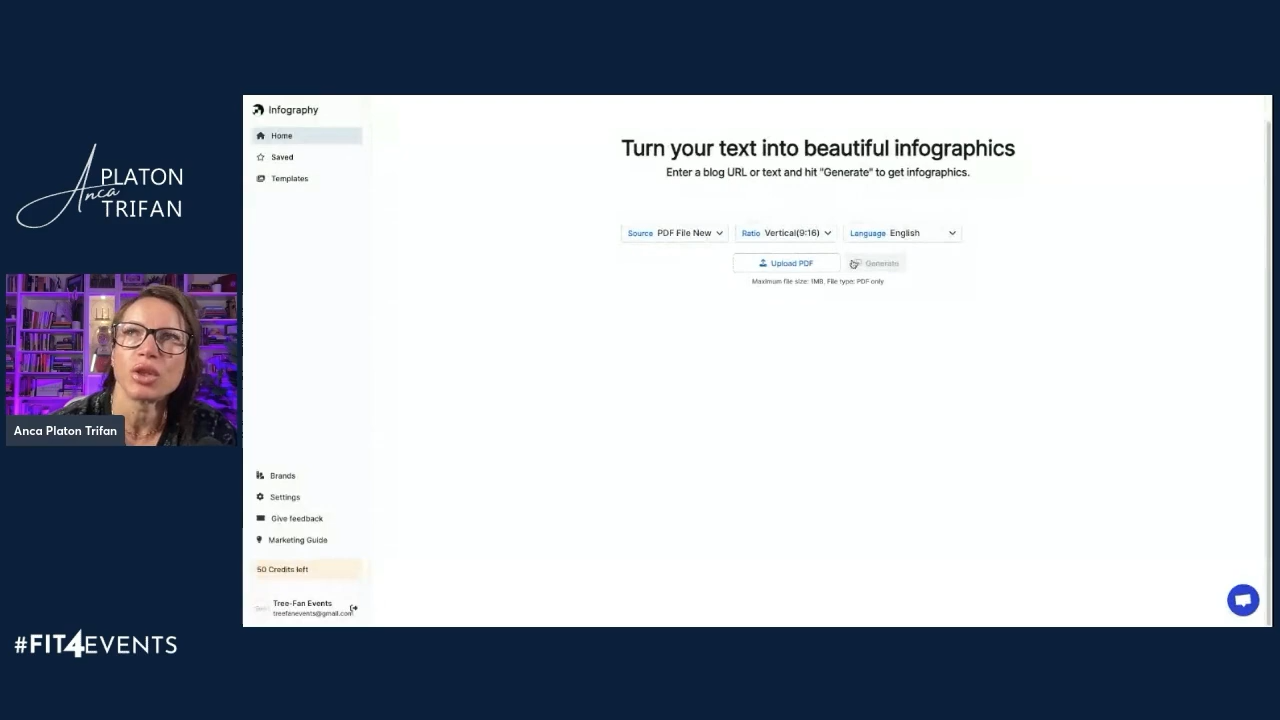 Anca
PLATON
TRIFAN
Anca Platon Trifan
#FIT4EVENTS
Infography
Home
Saved
Templates
Turn your text into beautiful infographics
Enter a blog URL or text and hit "Generate" to get infographics.
Source PDF File New
Ratio Vertical(9:16)
Language English
Upload PDF
Generate
Maximum file size: 1MB, File type: PDF only
Brands
Settings
Give feedback
Marketing Guide
50 Credits left
Tree-Fan Events
treefanevents@gmail.com